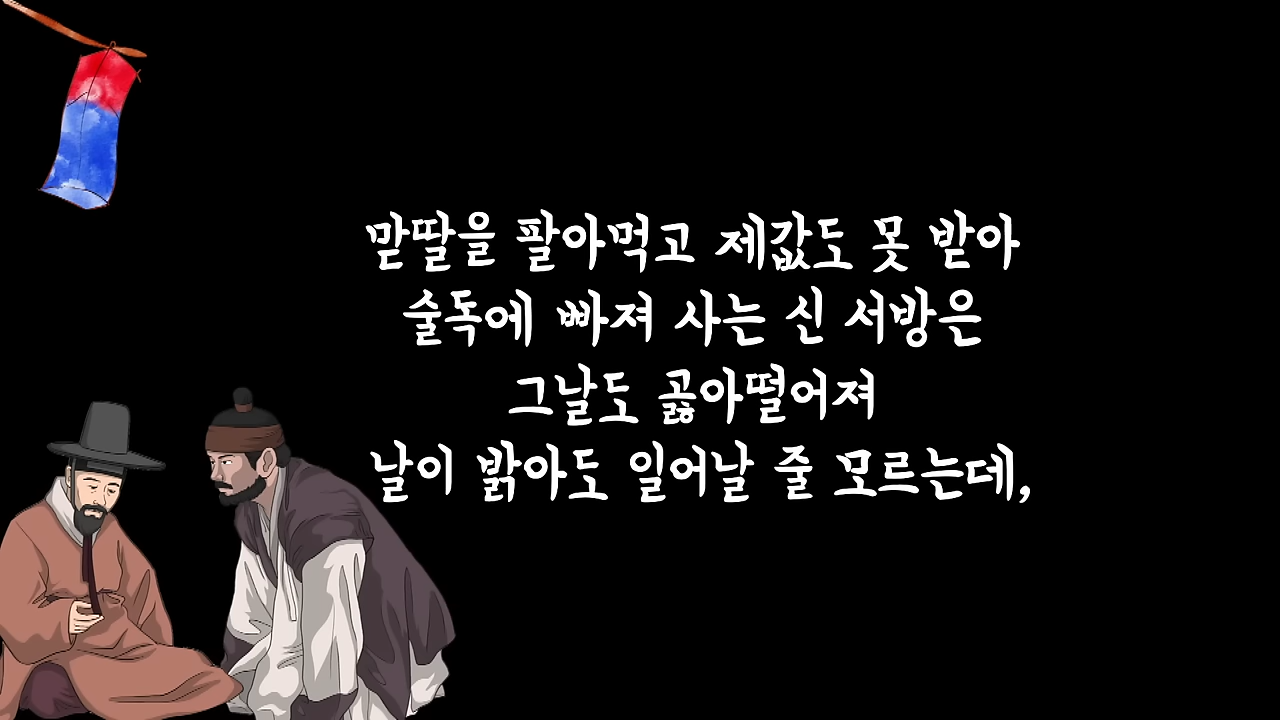 맏딸을 팔아먹고 제값도 못 받아
술독에 빠져 사는 신 서방은
그날도 곯아떨어져
날이 밝아도 일어날 줄 모르는데,